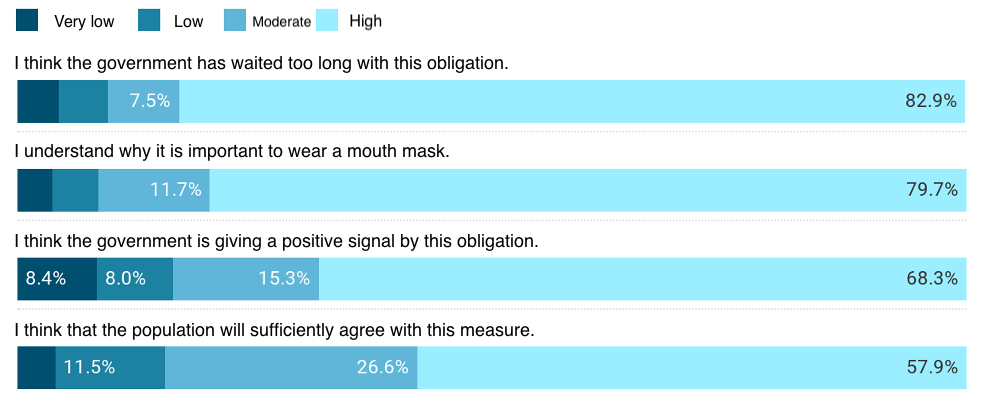 Very low Low Moderate High
I think the government has waited too long with this obligation.
7.5% 82.9%
I understand why it is important to wear a mouth mask.
11.7% 79.7%
I think the government is giving a positive signal by this obligation.
8.4% 8.0% 15.3% 68.3%
I think that the population will sufficiently agree with this measure.
11.5% 26.6% 57.9%